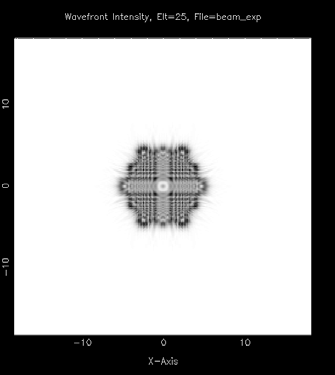 Wavefront Intensity, Elt=25, File=beam_exp
10
0
-10
-10 0 10
X-Axis